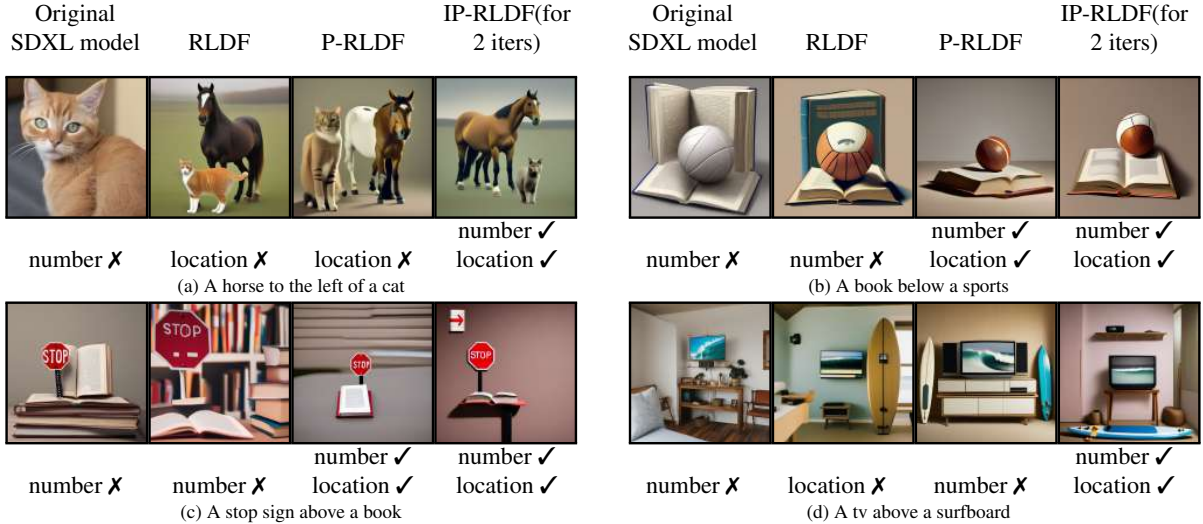 Original SDXL model
RLDF
P-RLDF
IP-RLDF(for 2 iters)
number ✗
location ✗
location ✗
number ✓
location ✓
(a) A horse to the left of a cat
Original SDXL model
RLDF
P-RLDF
IP-RLDF(for 2 iters)
number ✗
number ✗
number ✓
location ✓
number ✓
location ✓
(b) A book below a sports
STOP
STOP
STOP
STOP
number ✗
number ✗
number ✓
location ✓
number ✓
location ✓
(c) A stop sign above a book
number ✗
location ✗
number ✗
number ✓
location ✓
(d) A tv above a surfboard